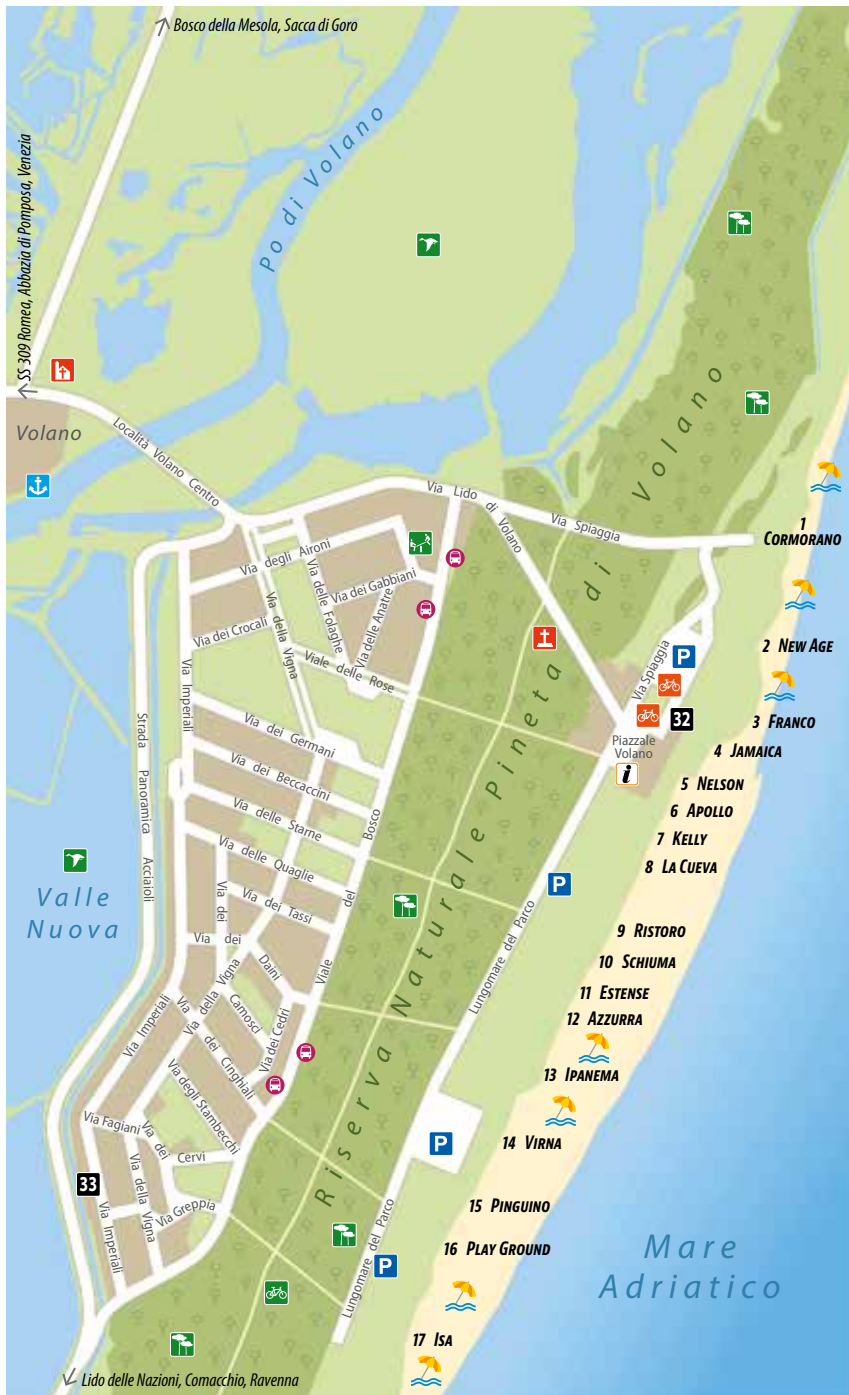 Bosco della Mesola, Sacca di Goro
SS 309 Romea, Abbazia di Pomposa, Venezia
Po di Volano
Volano
Località Volano Centro
Via Lido di Volano
Via Spiaggia
1
CORMORANO
Via degli Aironi
Via dei Gabbiani
Via delle Folaghe
Via delle Anatre
Via dei Crocali
Via della Vigna
Viale delle Rose
Via Imperiali
Via Spiaggia
P
2 NEW AGE
32
3 FRANCO
Piazzale
Volano
i
4 JAMAICA
Strada Panoramica Acciaioli
Via dei Germani
Via dei Beccaccini
Via delle Starne
Via delle Quaglie
Via dei Tassi
Viale del Bosco
5 NELSON
6 APOLLO
7 KELLY
8 LA CUEVA
P
Valle
Nuova
Riserva Naturale Pineta di Volano
Lungomare del Parco
9 RISTORO
10 SCHIUMA
11 ESTENSE
12 AZZURRA
Via dei Daini
Via dei Camosci
Via della Vigna
Via dei Cedri
Via dei Cinghiali
Via Imperiali
Via degli Stambecchi
13 IPANEMA
Via Fagiani
Via dei Cervi
P
14 VIRNA
33
Via della Vigna
Via Greppia
Via Imperiali
15 PINGUINO
Lungomare del Parco
P
16 PLAY GROUND
Mare
Adriatico
17 ISA
Lido delle Nazioni, Comacchio, Ravenna